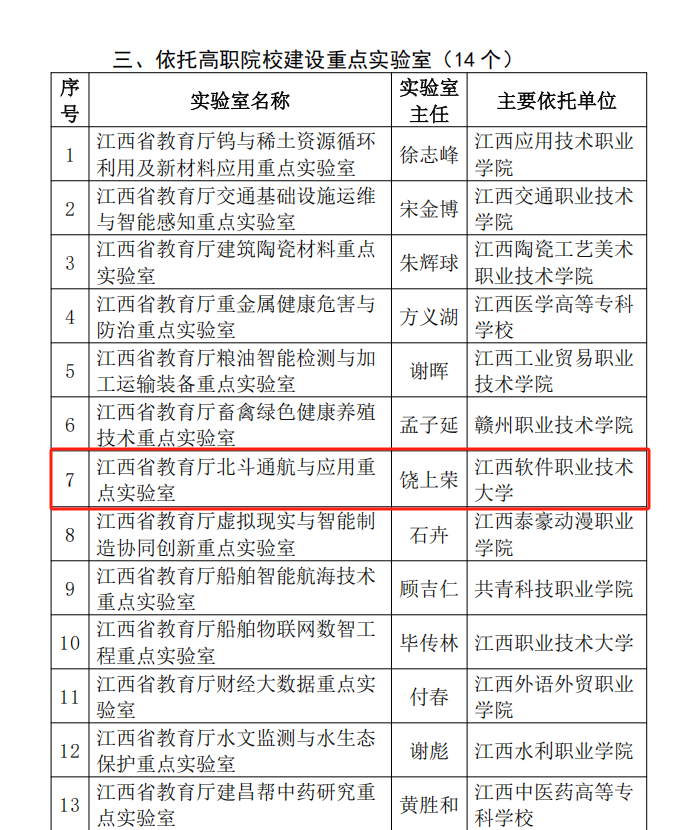 三、依托高职院校建设重点实验室（14 个）
序号 实验室名称 实验室主任 主要依托单位
1 江西省教育厅钨与稀土资源循环利用及新材料应用重点实验室 徐志峰 江西应用技术职业学院
2 江西省教育厅交通基础设施运维与智能感知重点实验室 宋金博 江西交通职业技术学院
3 江西省教育厅建筑陶瓷材料重点实验室 朱辉球 江西陶瓷工艺美术职业技术学院
4 江西省教育厅重金属健康危害与防治重点实验室 方义湖 江西医学高等专科学校
5 江西省教育厅粮油智能检测与加工运输装备重点实验室 谢晖 江西工业贸易职业技术学院
6 江西省教育厅畜禽绿色健康养殖技术重点实验室 孟子延 赣州职业技术学院
7 江西省教育厅北斗通航与应用重点实验室 饶上荣 江西软件职业技术大学
8 江西省教育厅虚拟现实与智能制造协同创新重点实验室 石卉 江西泰豪动漫职业学院
9 江西省教育厅船舶智能航海技术重点实验室 顾吉仁 共青科技职业学院
10 江西省教育厅船舶物联网数智工程重点实验室 毕传林 江西职业技术大学
11 江西省教育厅财经大数据重点实验室 付春 江西外语外贸职业学院
12 江西省教育厅水文监测与水生态保护重点实验室 谢彪 江西水利职业学院
13 江西省教育厅建昌帮中药研究重点实验室 黄胜和 江西中医药高等专科学校